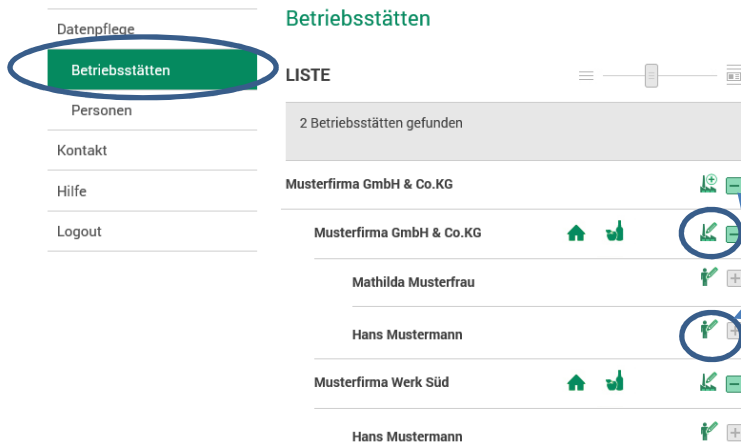 Datenpflege
Betriebsstätten
Personen
Kontakt
Hilfe
Logout
Betriebsstätten
LISTE
2 Betriebsstätten gefunden
Musterfirma GmbH & Co.KG
Musterfirma GmbH & Co.KG
Mathilda Musterfrau
Hans Mustermann
Musterfirma Werk Süd
Hans Mustermann